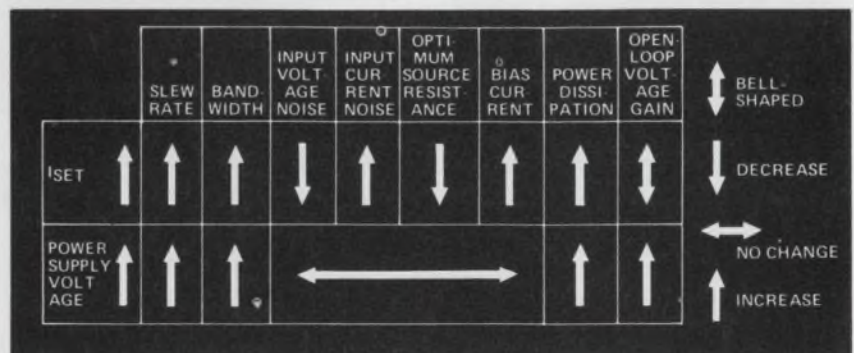 SLEW
RATE
BAND-
WIDTH
INPUT
VOLT-
AGE
NOISE
INPUT
CUR-
RENT
NOISE
OPTI-
MUM
SOURCE
RESIST-
ANCE
BIAS
CUR-
RENT
POWER
DISSI-
PATION
OPEN-
LOOP
VOLT-
AGE
GAIN
ISET
POWER
SUPPLY
VOLT
AGE
BELL-
SHAPED
DECREASE
NO CHANGE
INCREASE